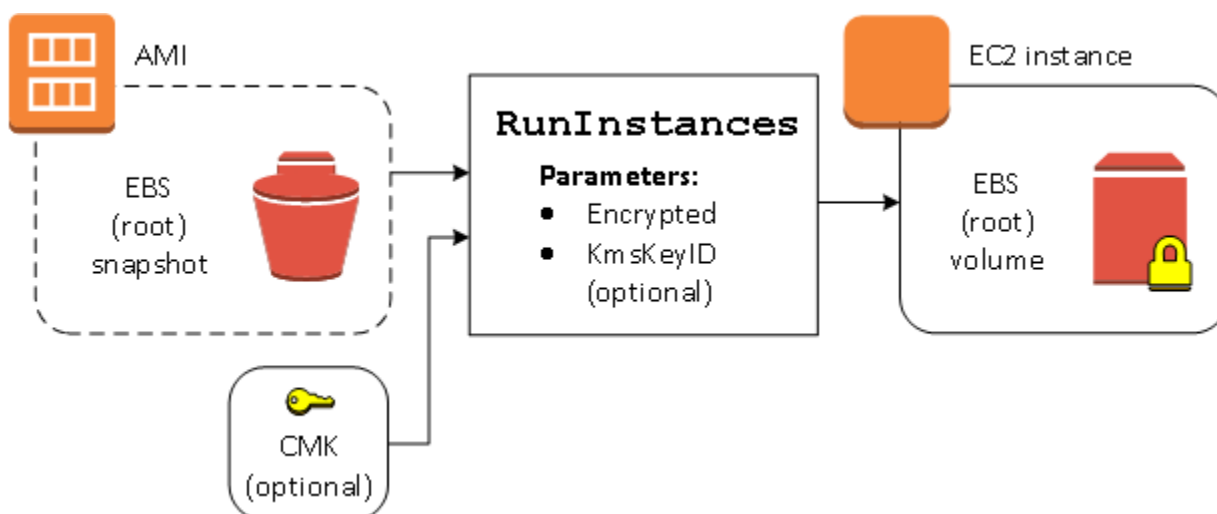 AMI
EBS
(root)
snapshot
CMK
(optional)
RunInstances
Parameters:
● Encrypted
● KmsKeyID
(optional)
EC2 instance
EBS
(root)
volume